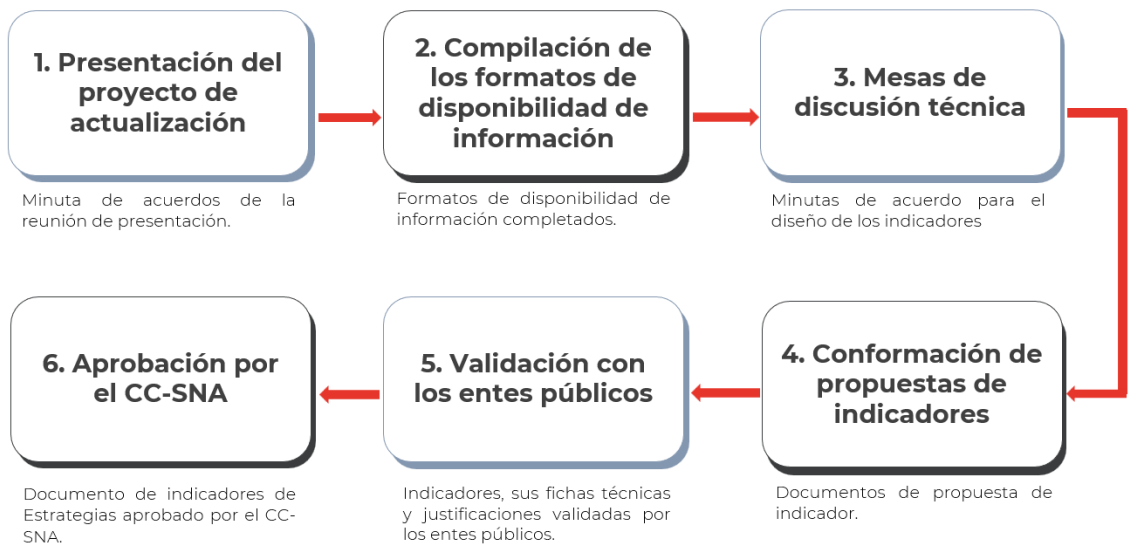 1. Presentación del
proyecto de
actualización
Minuta de acuerdos de la
reunión de presentación.
2. Compilación de
los formatos de
disponibilidad de
información
Formatos de disponibilidad de
información completados.
3. Mesas de
discusión técnica
Minutas de acuerdo para el
diseño de los indicadores
4. Conformación de
propuestas de
indicadores
Documentos de propuesta de
indicador.
5. Validación con
los entes públicos
Indicadores, sus fichas técnicas
y justificaciones validadas por
los entes públicos.
6. Aprobación por
el CC-SNA
Documento de indicadores de
Estrategias aprobado por el CC-
SNA.